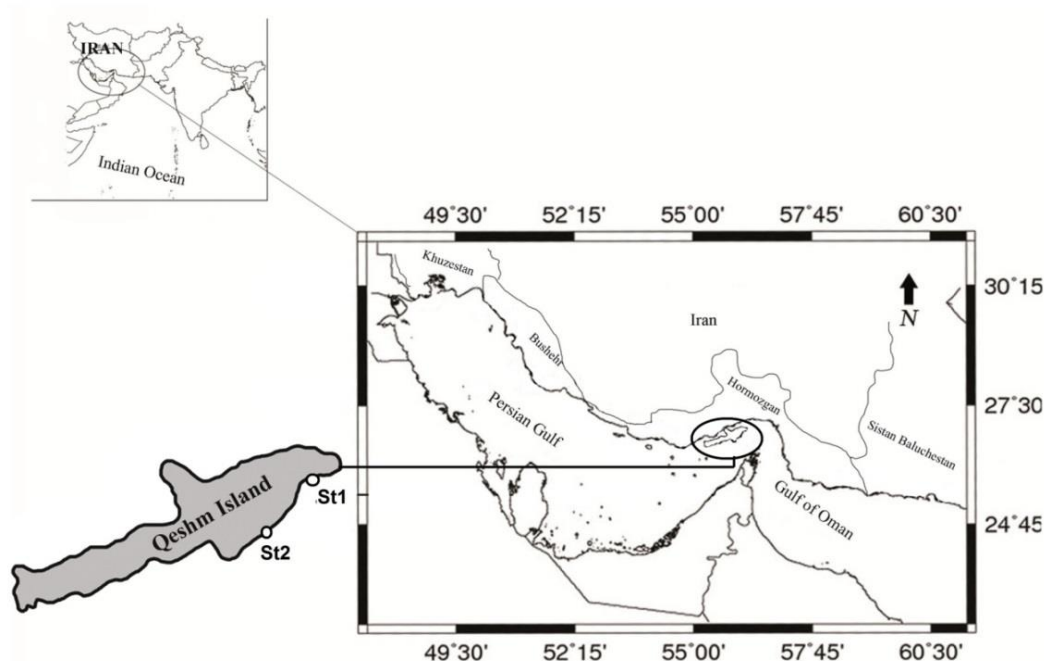 IRAN
Indian Ocean
49°30' 52°15' 55°00' 57°45' 60°30'
Khuzestan
30°15'
N
Iran
Bushehr
Hormozgan
27°30'
Persian Gulf
Sistan Baluchestan
Qeshm Island
St1
Gulf of Oman
24°45'
St2
49°30' 52°15' 55°00' 57°45' 60°30'